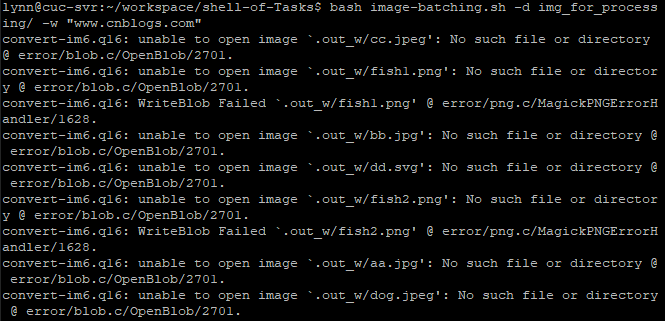 lynn@cuc-svr:~/workspace/shell-of-Tasks$ bash image-batching.sh -d img_for_process
ing/ -w "www.cnblogs.com"
convert-im6.q16: unable to open image `.out_w/cc.jpeg': No such file or directory
@ error/blob.c/OpenBlob/2701.
convert-im6.q16: unable to open image `.out_w/fish1.png': No such file or director
y @ error/blob.c/OpenBlob/2701.
convert-im6.q16: WriteBlob Failed `.out_w/fish1.png' @ error/png.c/MagickPNGErrorH
andler/1628.
convert-im6.q16: unable to open image `.out_w/bb.jpg': No such file or directory @
 error/blob.c/OpenBlob/2701.
convert-im6.q16: unable to open image `.out_w/dd.svg': No such file or directory @
 error/blob.c/OpenBlob/2701.
convert-im6.q16: unable to open image `.out_w/fish2.png': No such file or director
y @ error/blob.c/OpenBlob/2701.
convert-im6.q16: WriteBlob Failed `.out_w/fish2.png' @ error/png.c/MagickPNGErrorH
andler/1628.
convert-im6.q16: unable to open image `.out_w/aa.jpg': No such file or directory @
 error/blob.c/OpenBlob/2701.
convert-im6.q16: unable to open image `.out_w/dog.jpeg': No such file or directory
 @ error/blob.c/OpenBlob/2701.